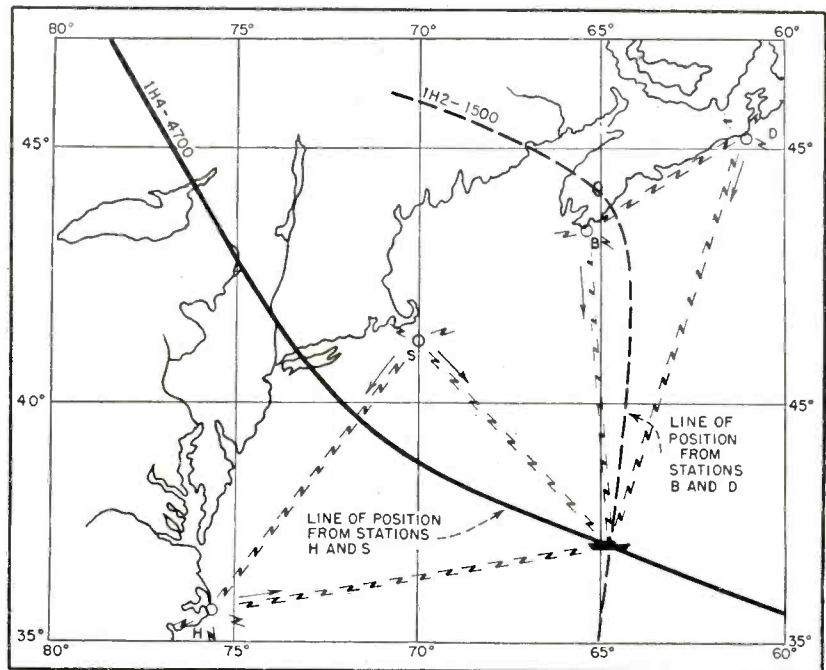 80° 75° 70° 65° 60°
1H4-4700
1H2-1500
45° 45°
D
B
S
40° 45°
LINE OF
POSITION
FROM
STATIONS
B AND D
LINE OF POSITION
FROM STATIONS
H AND S
H
35° 75° 70° 65° 60° 35°